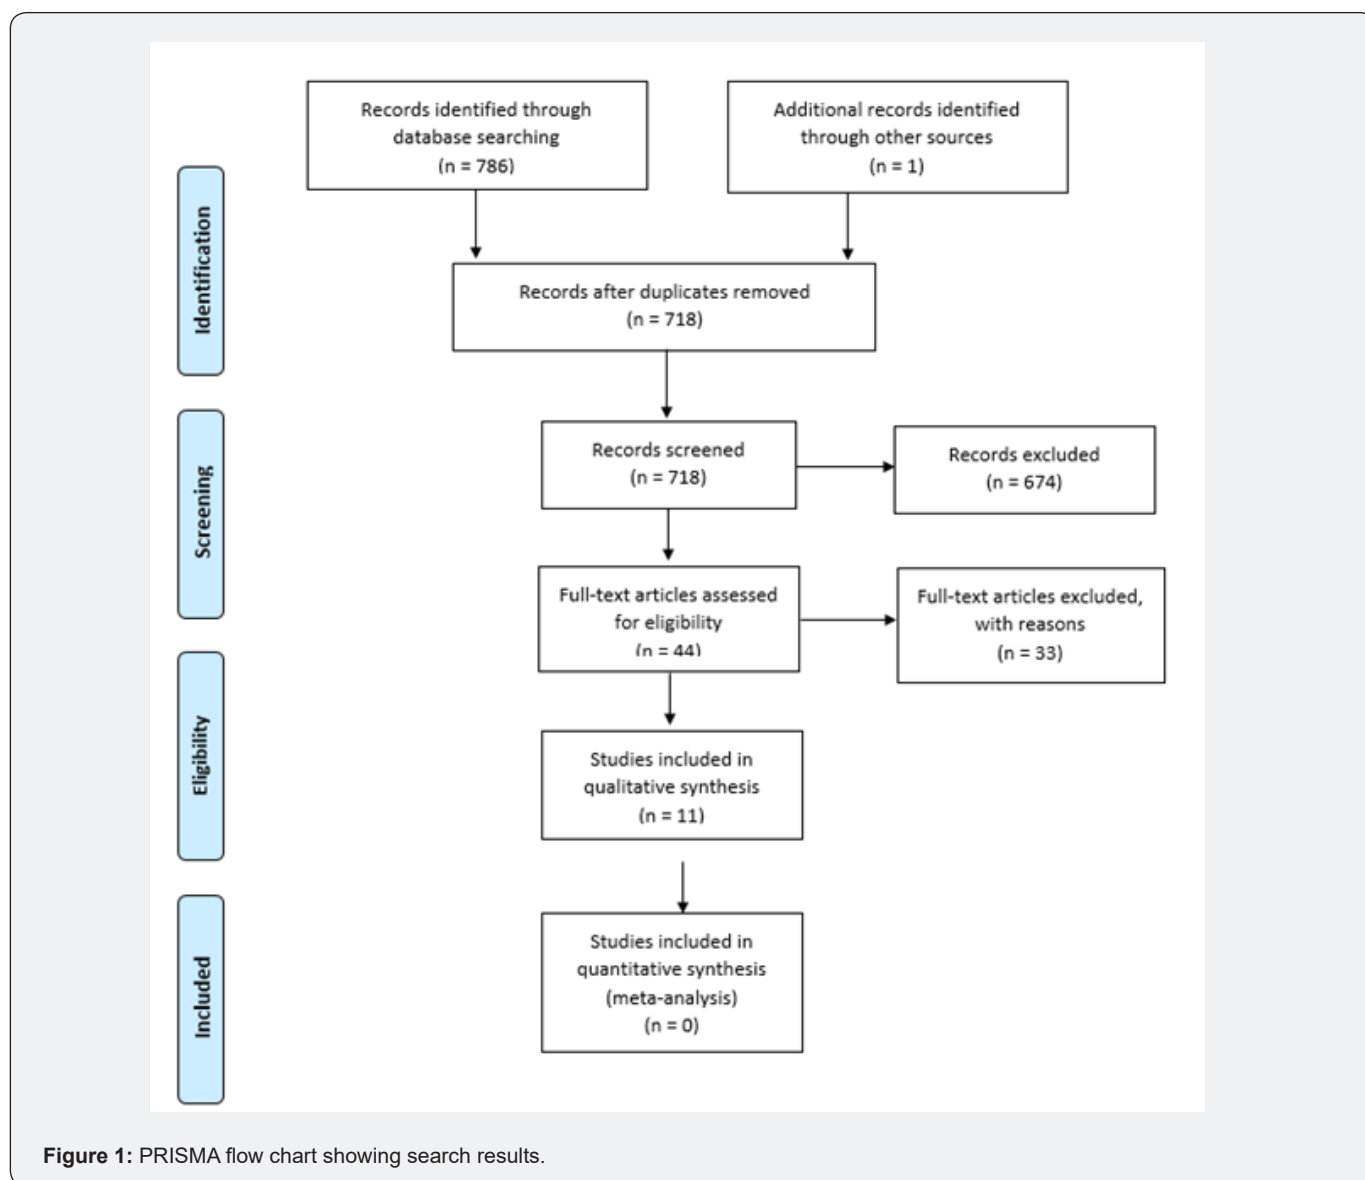 Records identified through
database searching
(n = 786)
Additional records identified
through other sources
(n = 1)
Identification
Records after duplicates removed
(n = 718)
Screening
Records screened
(n = 718)
Records excluded
(n = 674)
Full-text articles assessed
for eligibility
(n = 44)
Full-text articles excluded,
with reasons
(n = 33)
Eligibility
Studies included in
qualitative synthesis
(n = 11)
Included
Studies included in
quantitative synthesis
(meta-analysis)
(n = 0)
Figure 1: PRISMA flow chart showing search results.